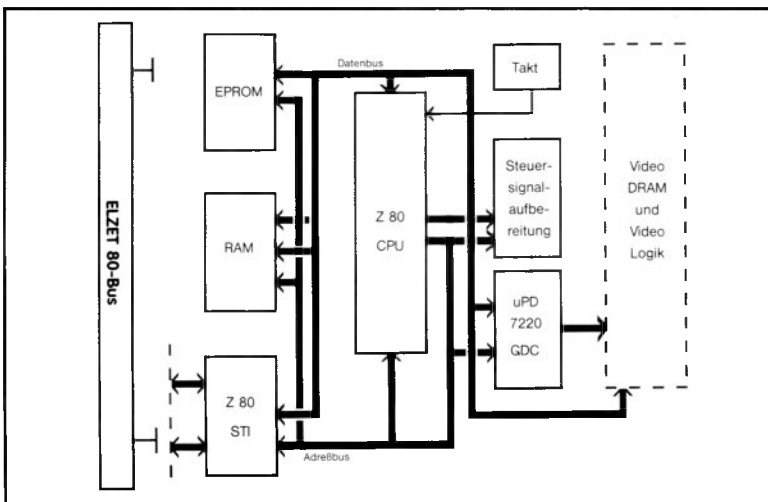 ELZET 80-Bus
EPROM
RAM
Z 80
STI
Datenbus
Adreßbus
Z 80
CPU
Takt
Steuer-
signal-
aufbe-
reitung
uPD
7220
GDC
Video
DRAM
und
Video
Logik